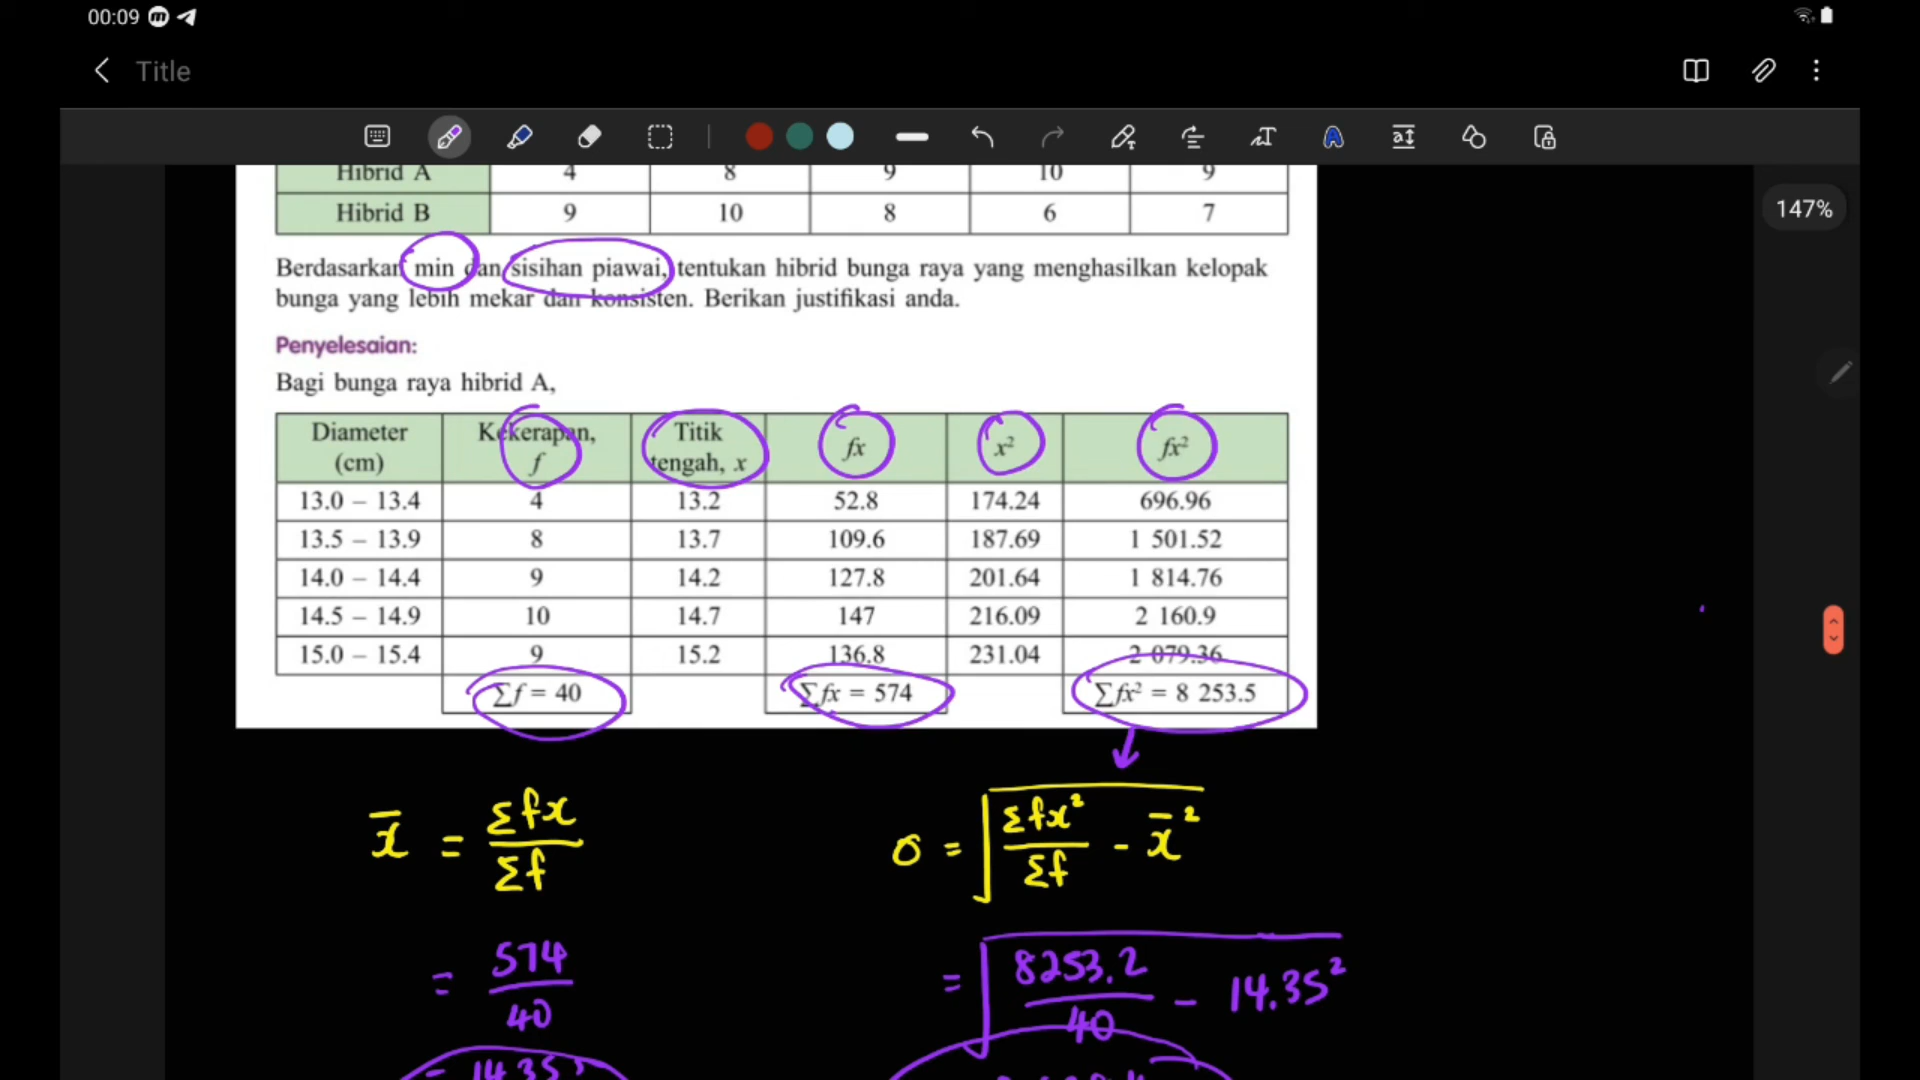 00:09
Title
147%
Hibrid A 4 8 9 10 9
Hibrid B 9 10 8 6 7
Berdasarkan min dan sisihan piawai, tentukan hibrid bunga raya yang menghasilkan kelopak
bunga yang lebih mekar dan konsisten. Berikan justifikasi anda.
Penyelesaian:
Bagi bunga raya hibrid A,
Diameter (cm) Kekerapan, f Titik tengah, x fx x² fx²
13.0 – 13.4 4 13.2 52.8 174.24 696.96
13.5 – 13.9 8 13.7 109.6 187.69 1 501.52
14.0 – 14.4 9 14.2 127.8 201.64 1 814.76
14.5 – 14.9 10 14.7 147 216.09 2 160.9
15.0 – 15.4 9 15.2 136.8 231.04 2 079.36
∑f = 40 ∑fx = 574 ∑fx² = 8 253.5
x̄ = Σfx / Σf
σ = √(Σfx² / Σf - x̄²)
= 574 / 40
= √(8253.2 / 40 - 14.35²)
= 14.35